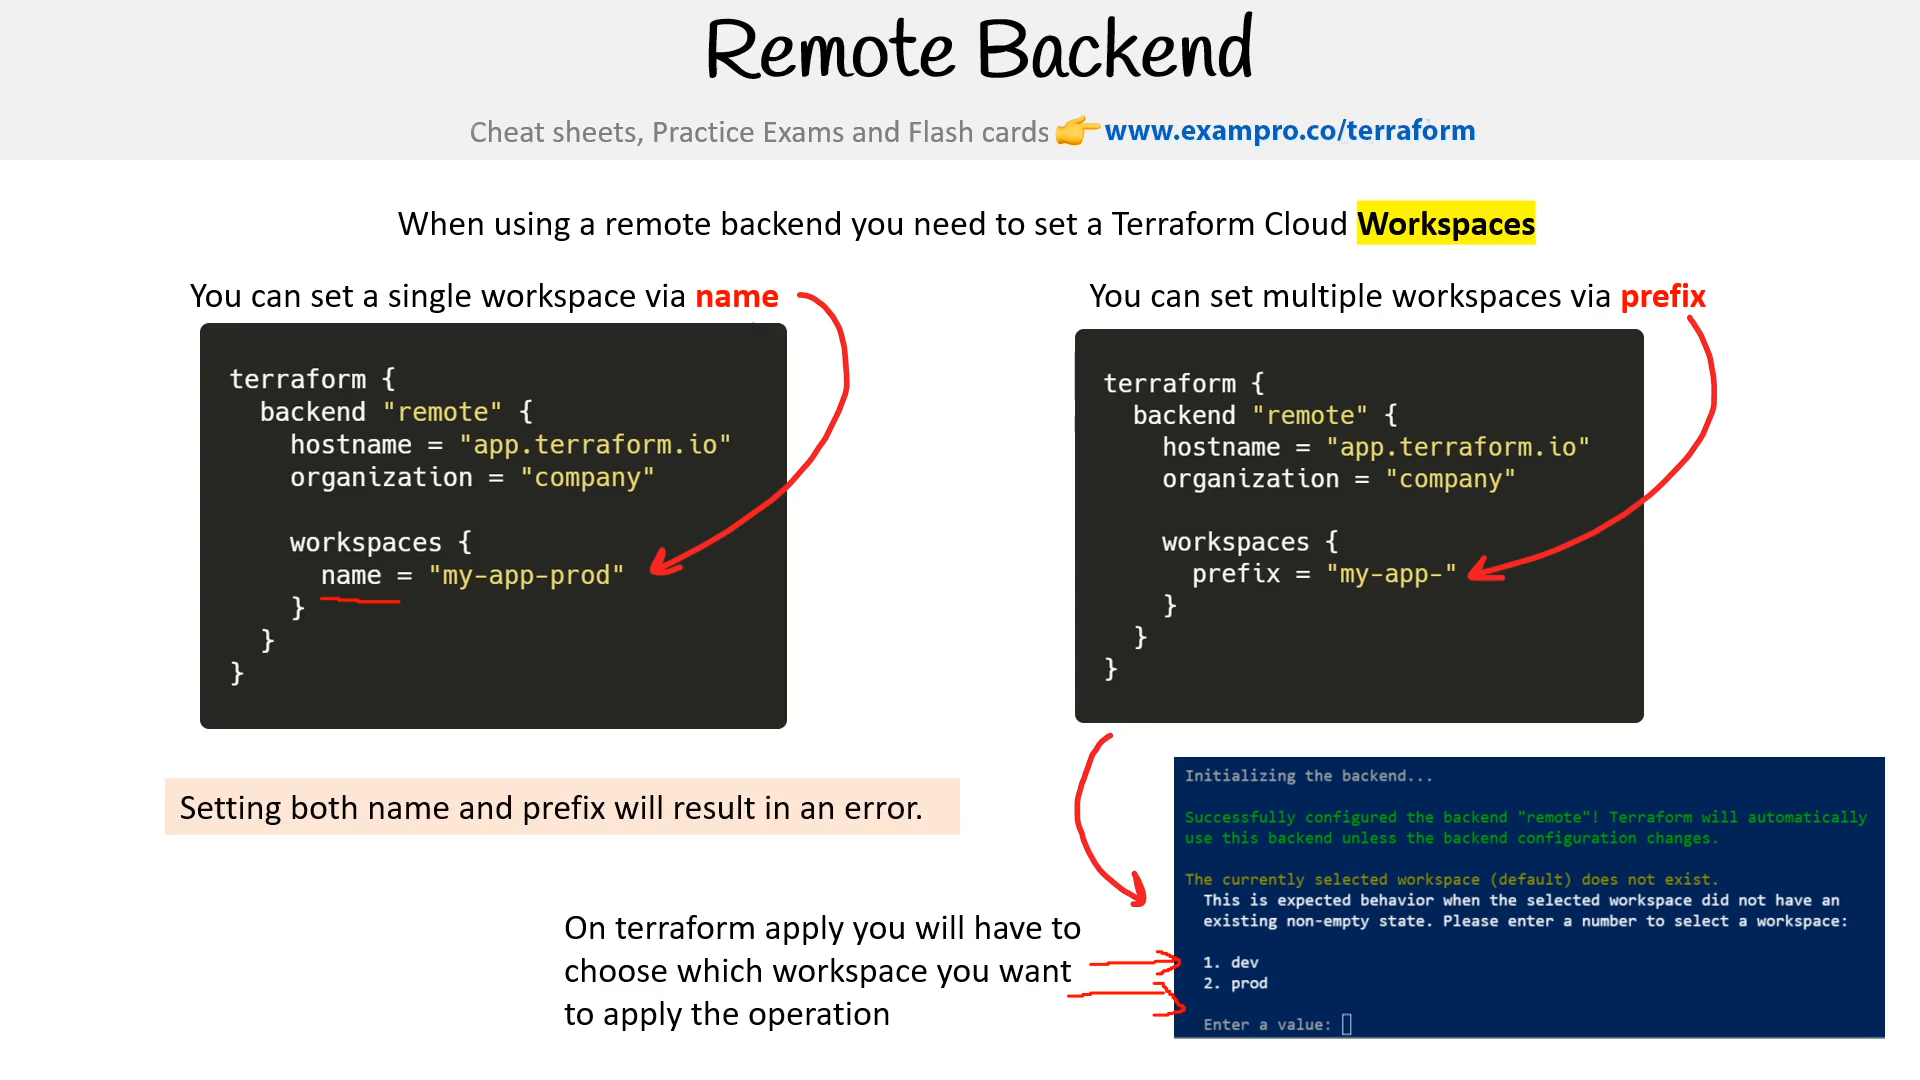 Remote Backend
Cheat sheets, Practice Exams and Flash cards 👉 www.exampro.co/terraform
When using a remote backend you need to set a Terraform Cloud Workspaces
You can set a single workspace via name
terraform {
  backend "remote" {
    hostname = "app.terraform.io"
    organization = "company"

    workspaces {
      name = "my-app-prod"
    }
  }
}
Setting both name and prefix will result in an error.
You can set multiple workspaces via prefix
terraform {
  backend "remote" {
    hostname = "app.terraform.io"
    organization = "company"

    workspaces {
      prefix = "my-app-"
    }
  }
}
On terraform apply you will have to
choose which workspace you want
to apply the operation
Initializing the backend...
Successfully configured the backend "remote"! Terraform will automatically
use this backend unless the backend configuration changes.
The currently selected workspace (default) does not exist.
  This is expected behavior when the selected workspace did not have an
  existing non-empty state. Please enter a number to select a workspace:
  1. dev
  2. prod
  Enter a value: